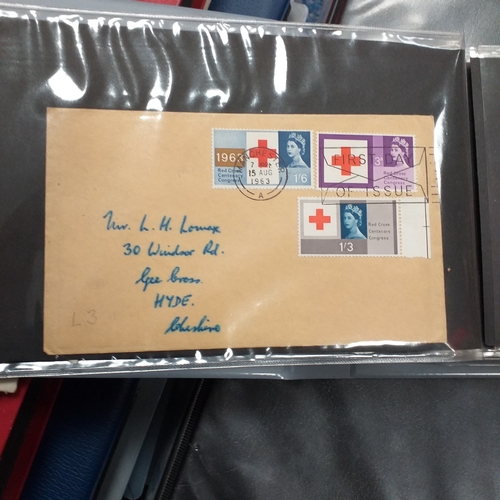 1963
Red Cross
Centenary
Congress
1'6
MANCHESTER
15 AUG
1963
A
3D
FIRST DAY
OF ISSUE
Red Cross
Centenary
Congress
1'3
Mr. L. H. Lomax
30 Windsor Rd.
Gee Cross.
HYDE.
Cheshire
L3